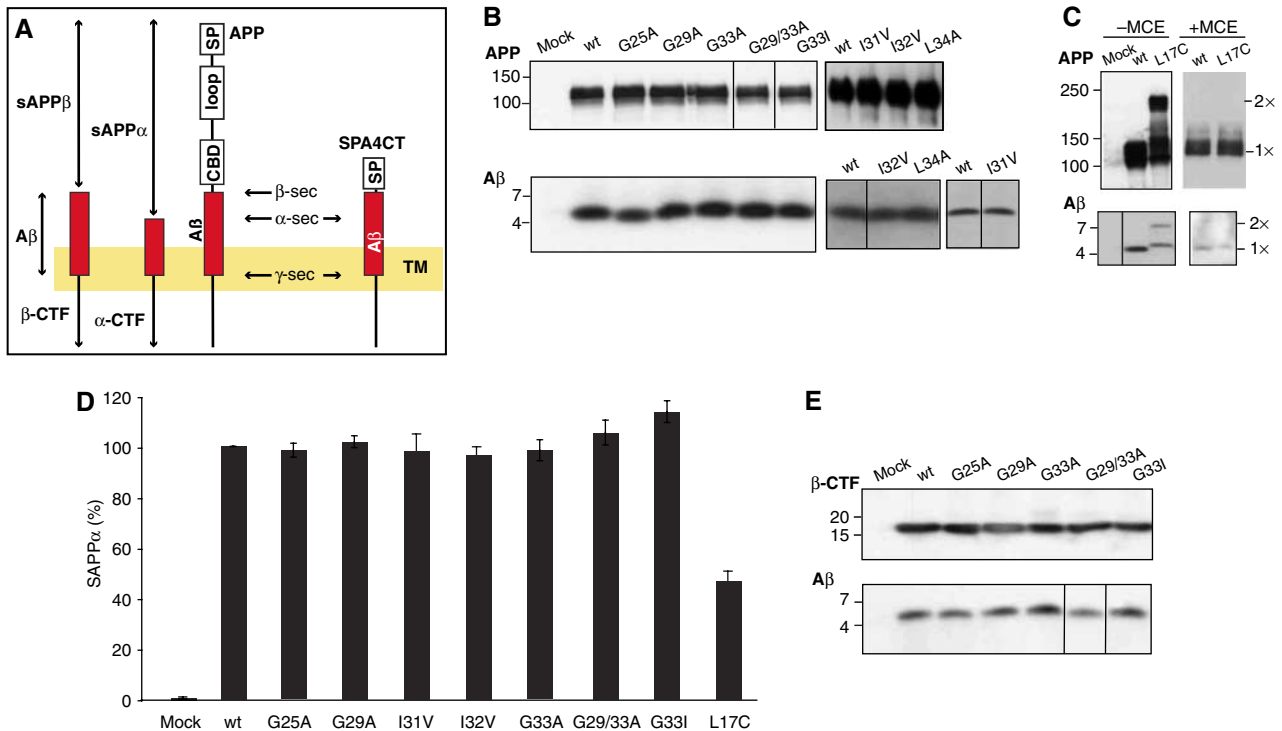 A
SP APP
loop
sAPPβ
sAPPα
SPA4CT
CBD
SP
β-sec
α-sec
Aβ
Aß
Aβ
TM
γ-sec
β-CTF
α-CTF
B
Mock wt G25A G29A G33A G29/33A G33I wt I31V I32V L34A
APP
150
100
wt I32V L34A wt I31V
Aβ
7
4
C
–MCE +MCE
APP Mock wt L17C wt L17C
250
2×
150
1×
100
Aβ
7
2×
4
1×
D
SAPPα (%)
120
100
80
60
40
20
0
Mock wt G25A G29A I31V I32V G33A G29/33A G33I L17C
E
Mock wt G25A G29A G33A G29/33A G33I
β-CTF
20
15
Aβ
7
4